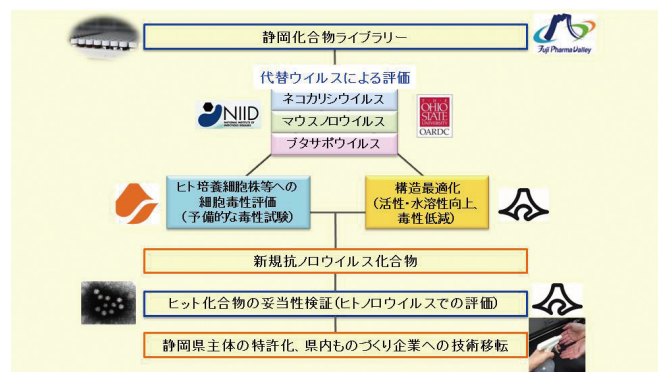 静岡化合物ライブラリー
Fuji Pharma Valley
代替ウイルスによる評価
ネコカリシウイルス
マウスノロウイルス
ブタサポウイルス
NIID
NATIONAL INSTITUTE OF INFECTIOUS DISEASES
THE
OHIO
STATE
UNIVERSITY
OARDC
ヒト培養細胞株等への
細胞毒性評価
(予備的な毒性試験)
構造最適化
(活性・水溶性向上、
毒性低減)
新規抗ノロウイルス化合物
ヒット化合物の妥当性検証(ヒトノロウイルスでの評価)
静岡県主体の特許化、県内ものづくり企業への技術移転